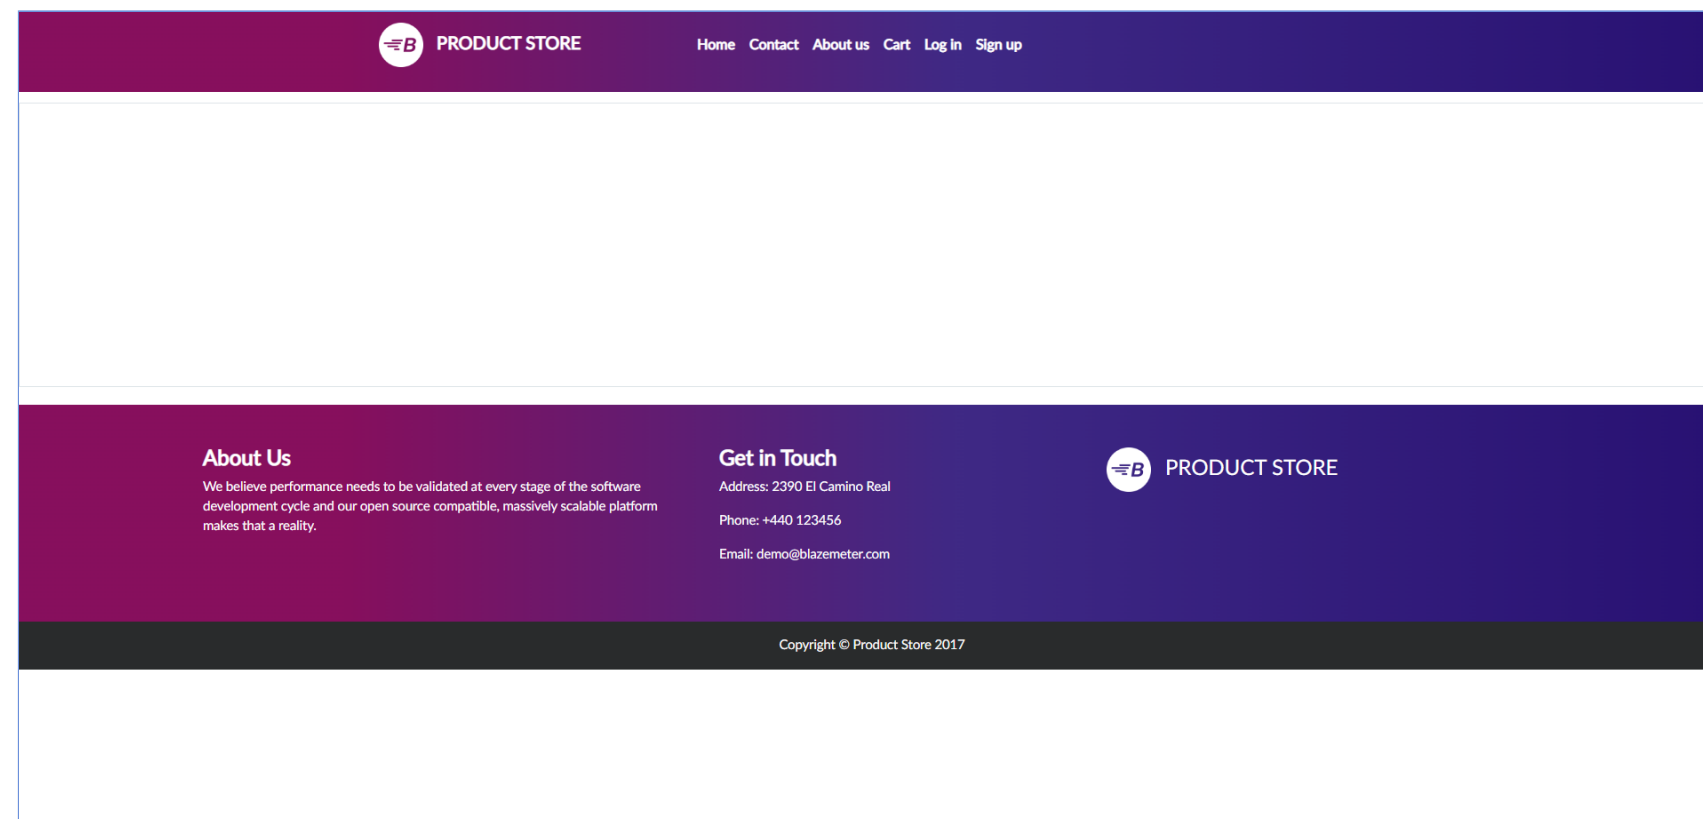 B PRODUCT STORE
Home Contact About us Cart Log in Sign up
About Us
We believe performance needs to be validated at every stage of the software
development cycle and our open source compatible, massively scalable platform
makes that a reality.
Get in Touch
Address: 2390 El Camino Real
Phone: +440 123456
Email: demo@blazemeter.com
B PRODUCT STORE
Copyright © Product Store 2017